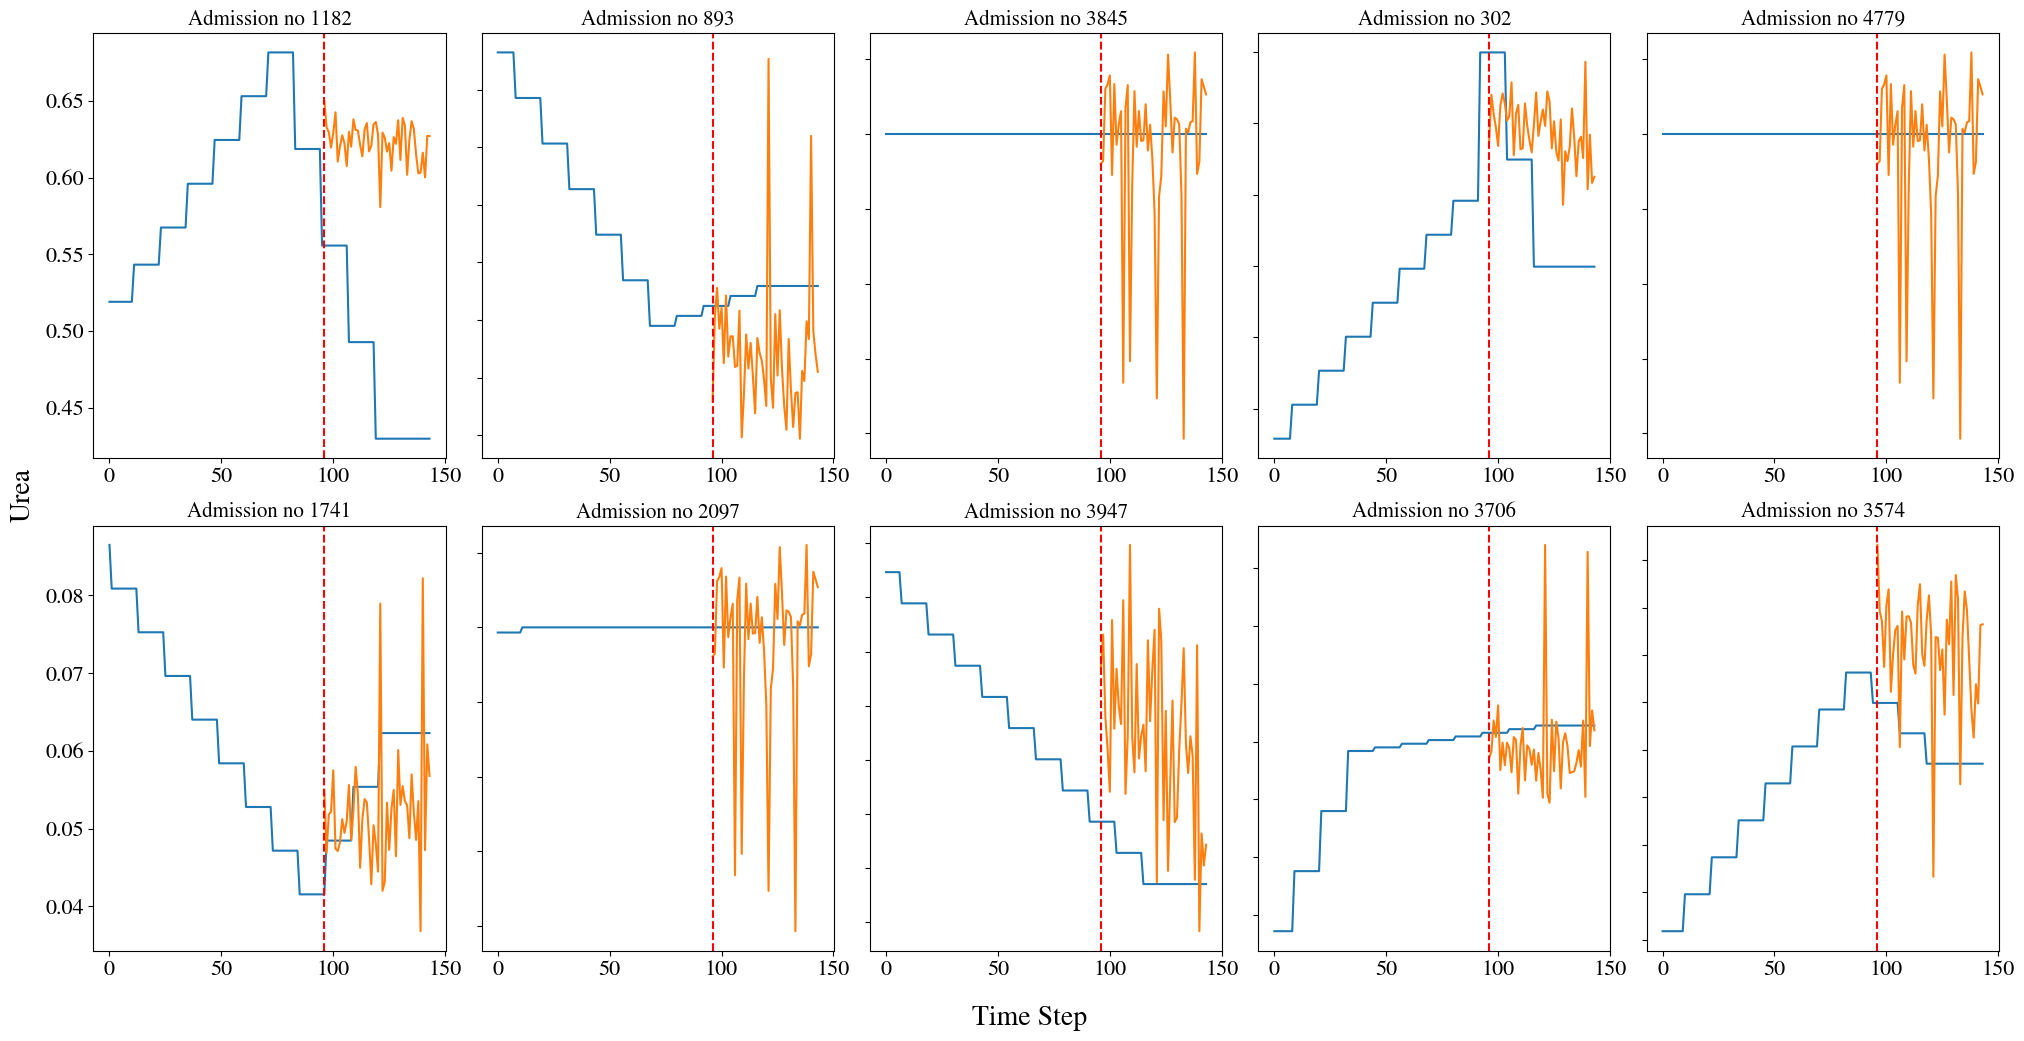 Admission no 1182
Admission no 893
Admission no 3845
Admission no 302
Admission no 4779
0.65
0.60
0.55
0.50
0.45
0 50 100 150
0 50 100 150
0 50 100 150
0 50 100 150
0 50 100 150
Urea
Admission no 1741
Admission no 2097
Admission no 3947
Admission no 3706
Admission no 3574
0.08
0.07
0.06
0.05
0.04
0 50 100 150
0 50 100 150
0 50 100 150
0 50 100 150
0 50 100 150
Time Step